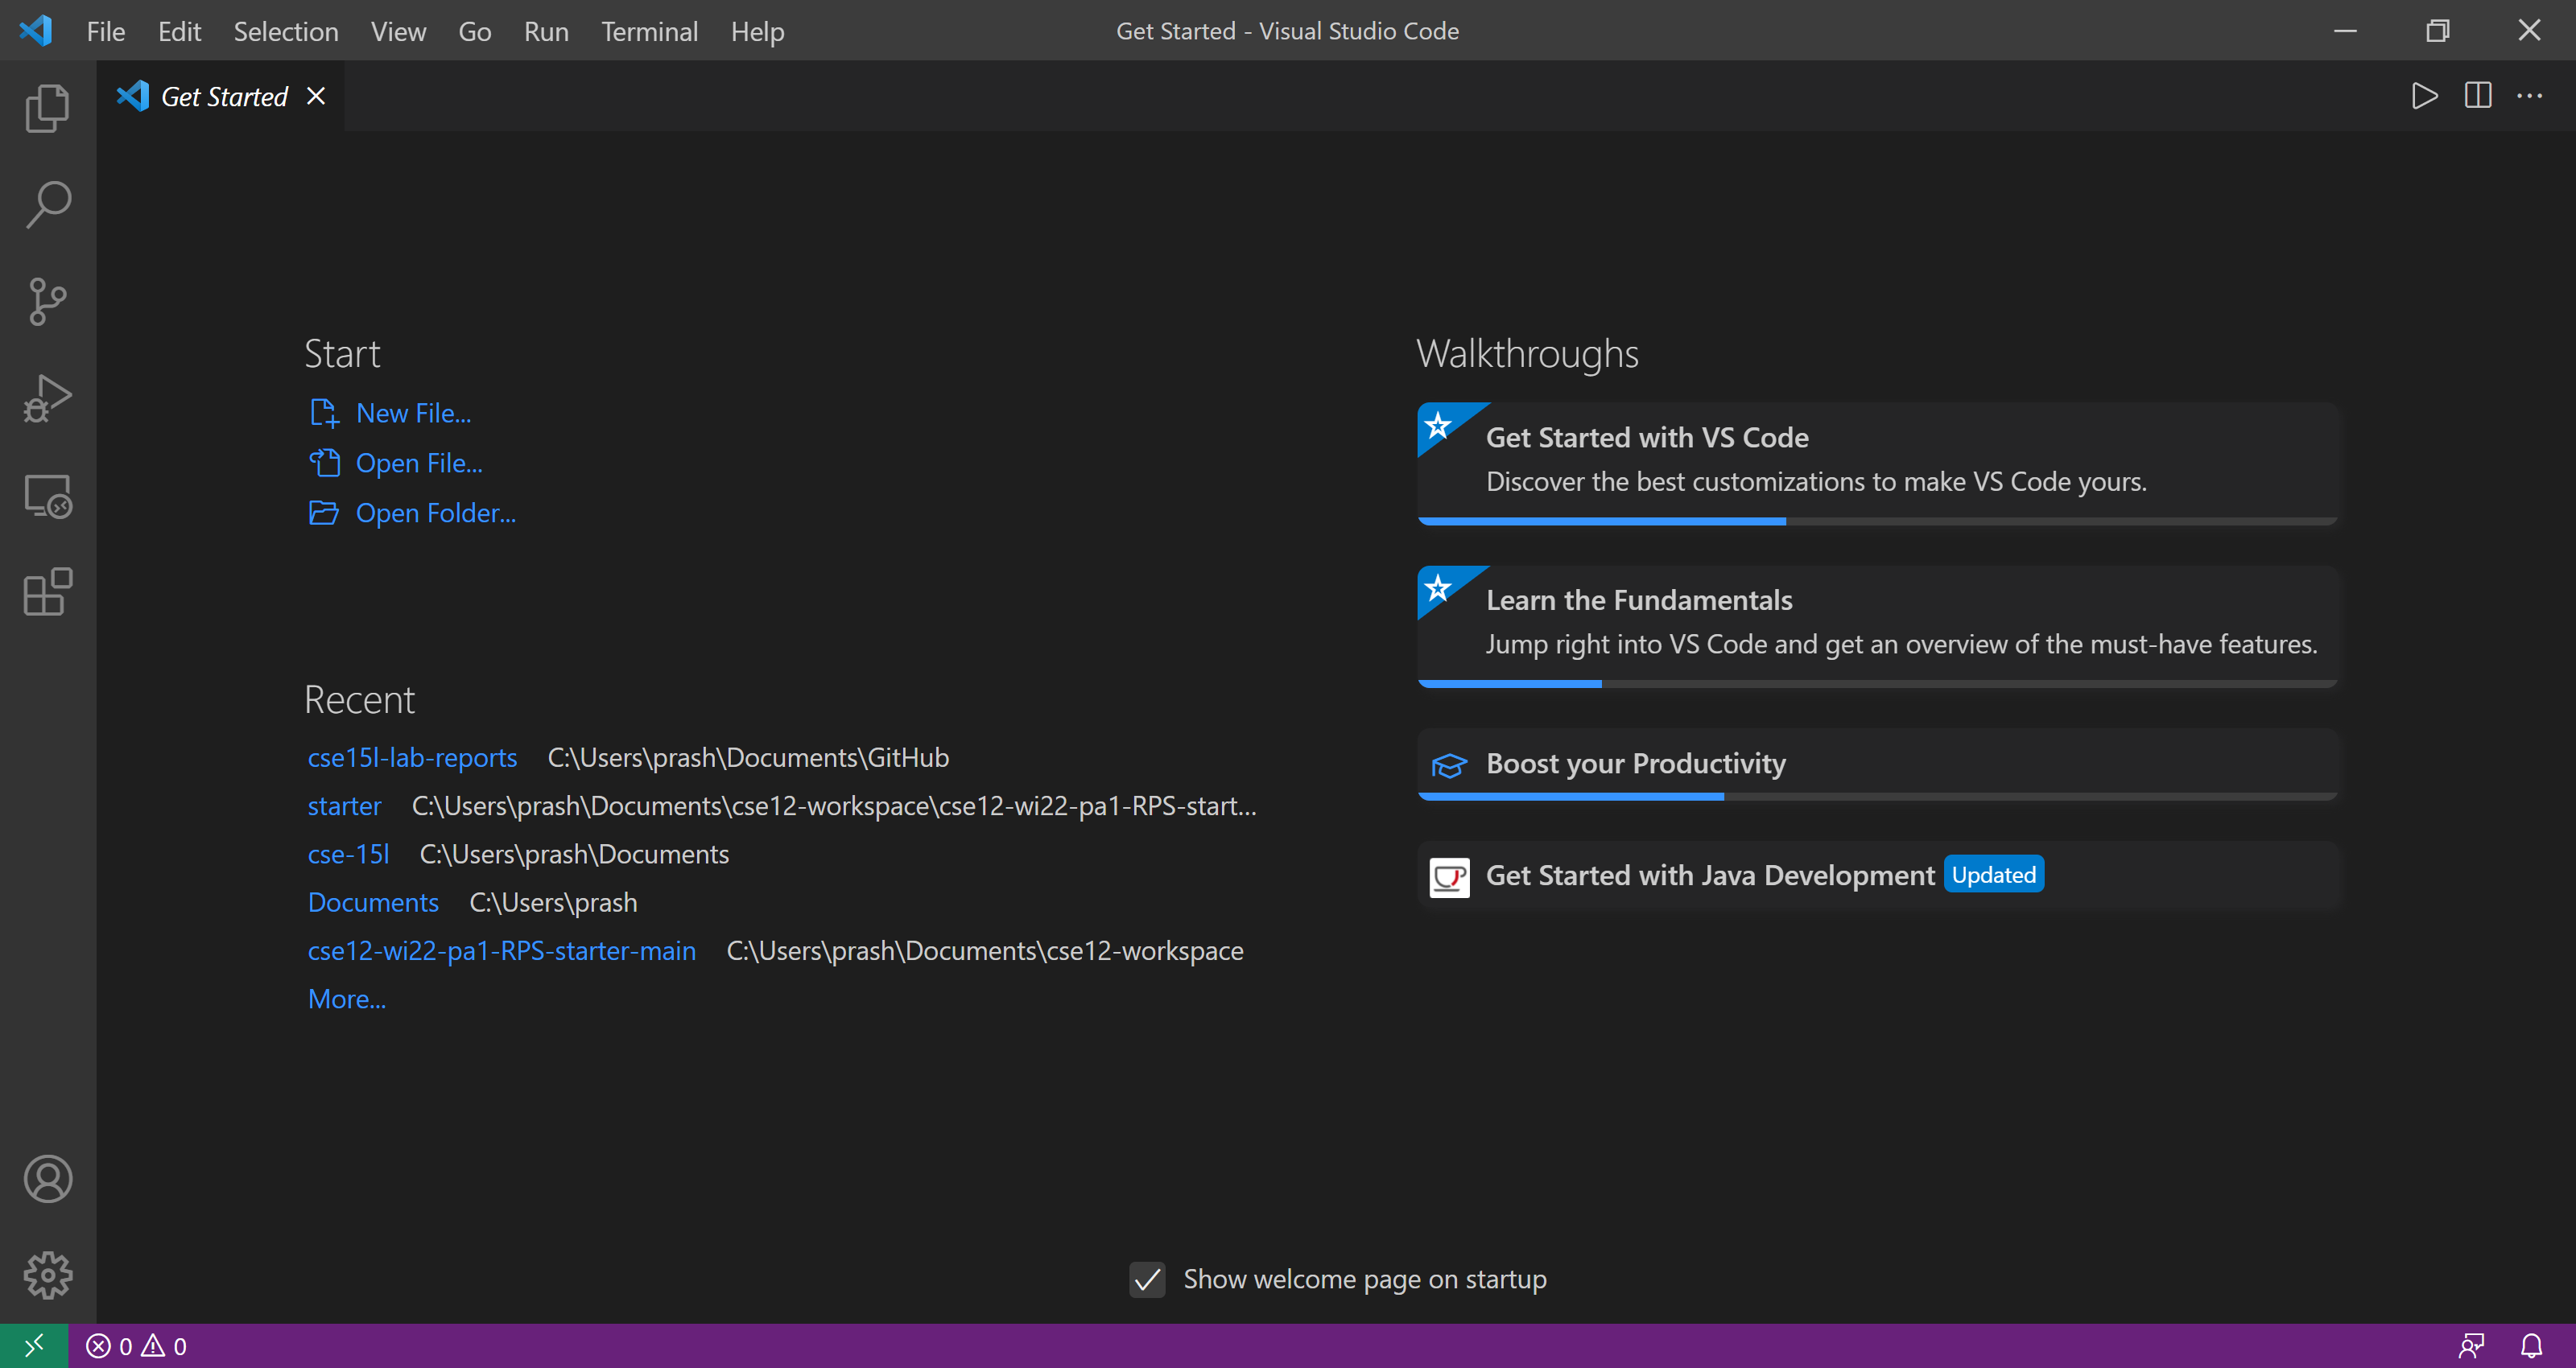 File Edit Selection View Go Run Terminal Help Get Started - Visual Studio Code
Get Started
Start
New File...
Open File...
Open Folder...
Recent
cse15l-lab-reports C:\Users\prash\Documents\GitHub
starter C:\Users\prash\Documents\cse12-workspace\cse12-wi22-pa1-RPS-start...
cse-15l C:\Users\prash\Documents
Documents C:\Users\prash
cse12-wi22-pa1-RPS-starter-main C:\Users\prash\Documents\cse12-workspace
More...
Walkthroughs
Get Started with VS Code
Discover the best customizations to make VS Code yours.
Learn the Fundamentals
Jump right into VS Code and get an overview of the must-have features.
Boost your Productivity
Get Started with Java Development Updated
Show welcome page on startup
0 0